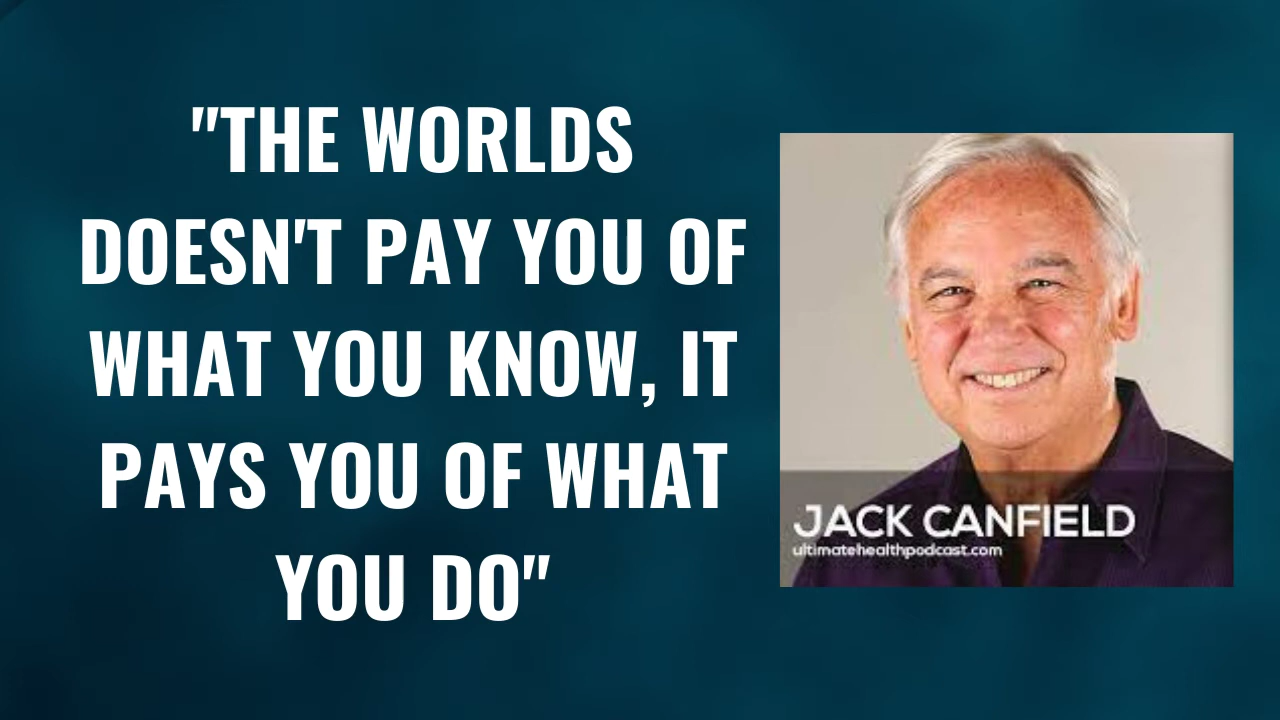 "THE WORLDS
DOESN'T PAY YOU OF
WHAT YOU KNOW, IT
PAYS YOU OF WHAT
YOU DO"
JACK CANFIELD
ultimatehealthpodcast.com